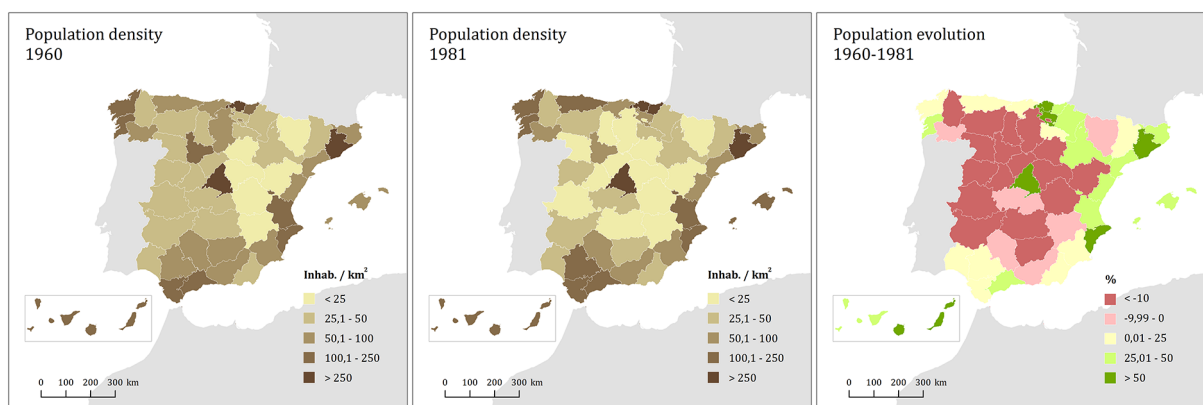 Population density
1960
Inhab. / km²
< 25
25,1 - 50
50,1 - 100
100,1 - 250
> 250
0 100 200 300 km
Population density
1981
Inhab. / km²
< 25
25,1 - 50
50,1 - 100
100,1 - 250
> 250
0 100 200 300 km
Population evolution
1960-1981
%
< -10
-9,99 - 0
0,01 - 25
25,01 - 50
> 50
0 100 200 300 km